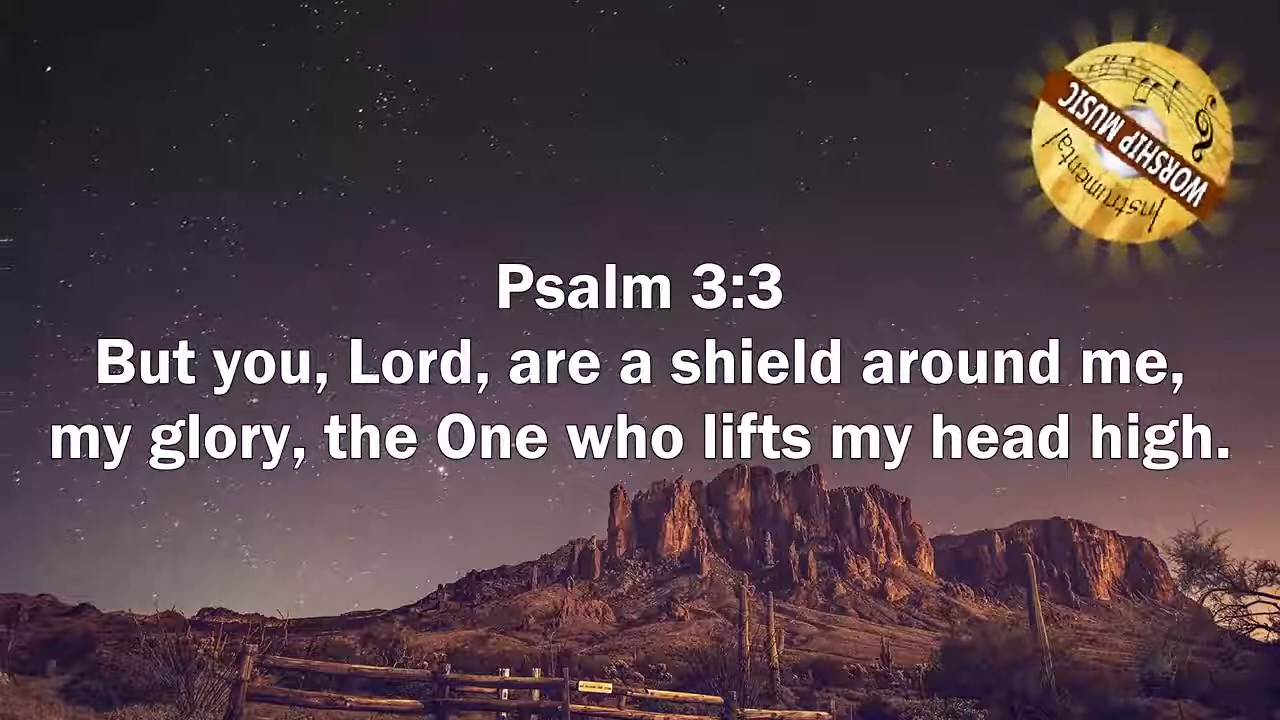 Psalm 3:3
But you, Lord, are a shield around me,
my glory, the One who lifts my head high.
WORSHIP MUSIC
Instrumental